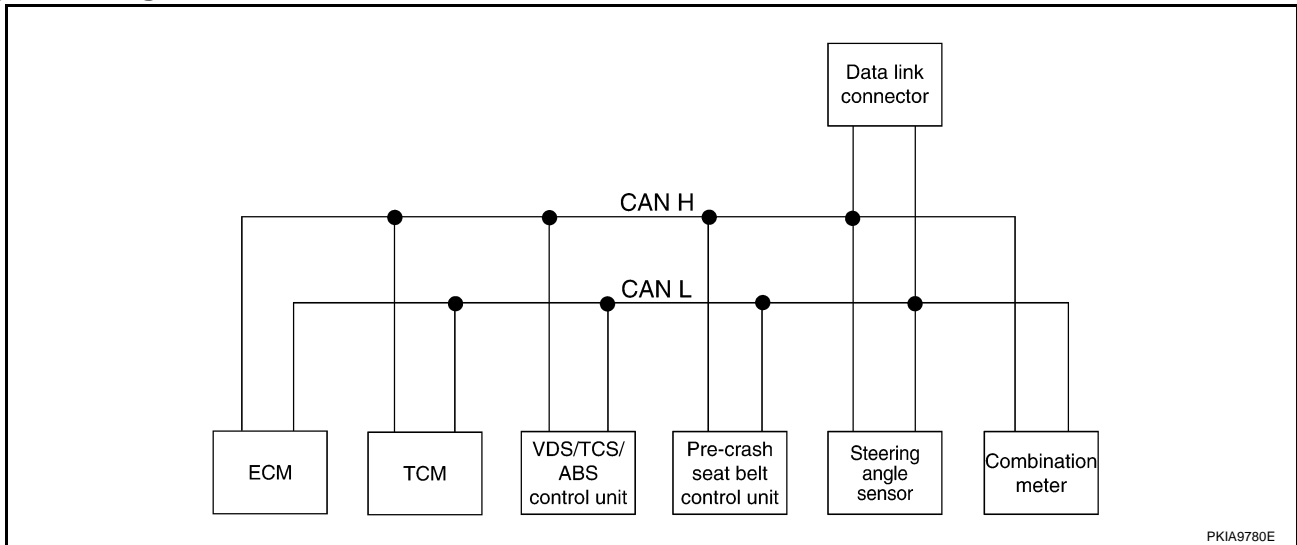 Data link
connector
CAN H
CAN L
ECM
TCM
VDS/TCS/
ABS
control unit
Pre-crash
seat belt
control unit
Steering
angle
sensor
Combination
meter
PKIA9780E